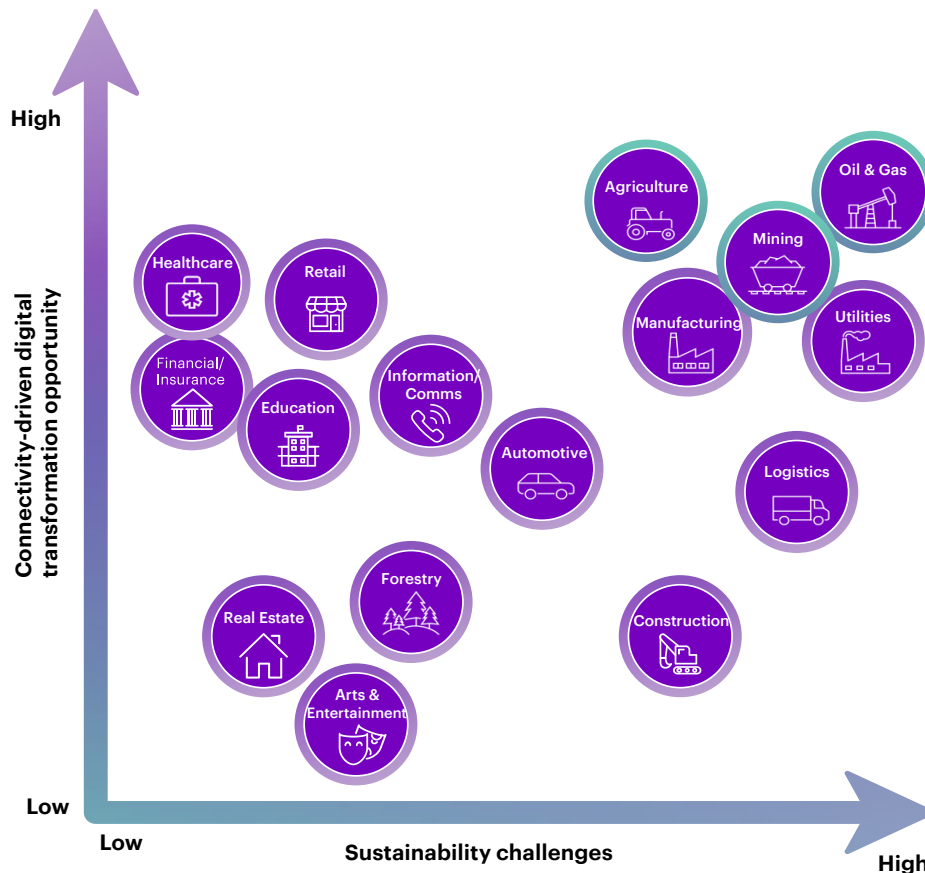 High
Oil & Gas
Agriculture
Mining
Healthcare
Retail
Manufacturing
Utilities
Financial/
Insurance
Information/
Comms
Education
Automotive
Logistics
Connectivity-driven digital
transformation opportunity
Forestry
Real Estate
Construction
Arts &
Entertainment
Low
Low
Sustainability challenges
High